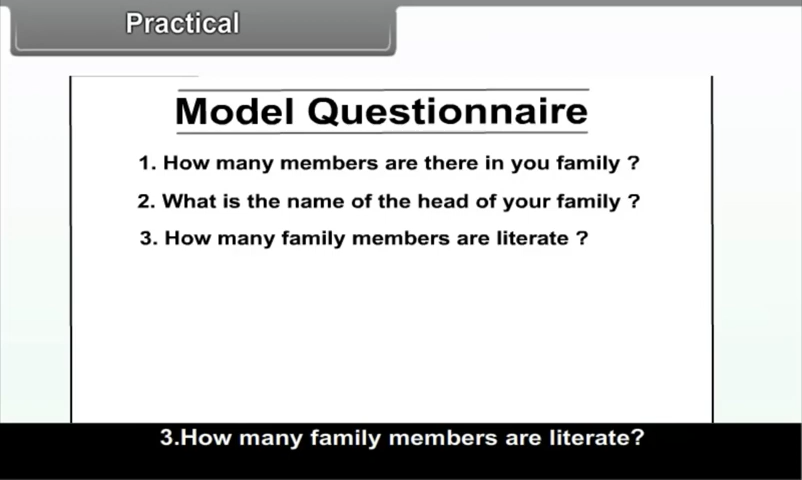 Practical
Model Questionnaire
1. How many members are there in you family ?
2. What is the name of the head of your family ?
3. How many family members are literate ?
3.How many family members are literate?